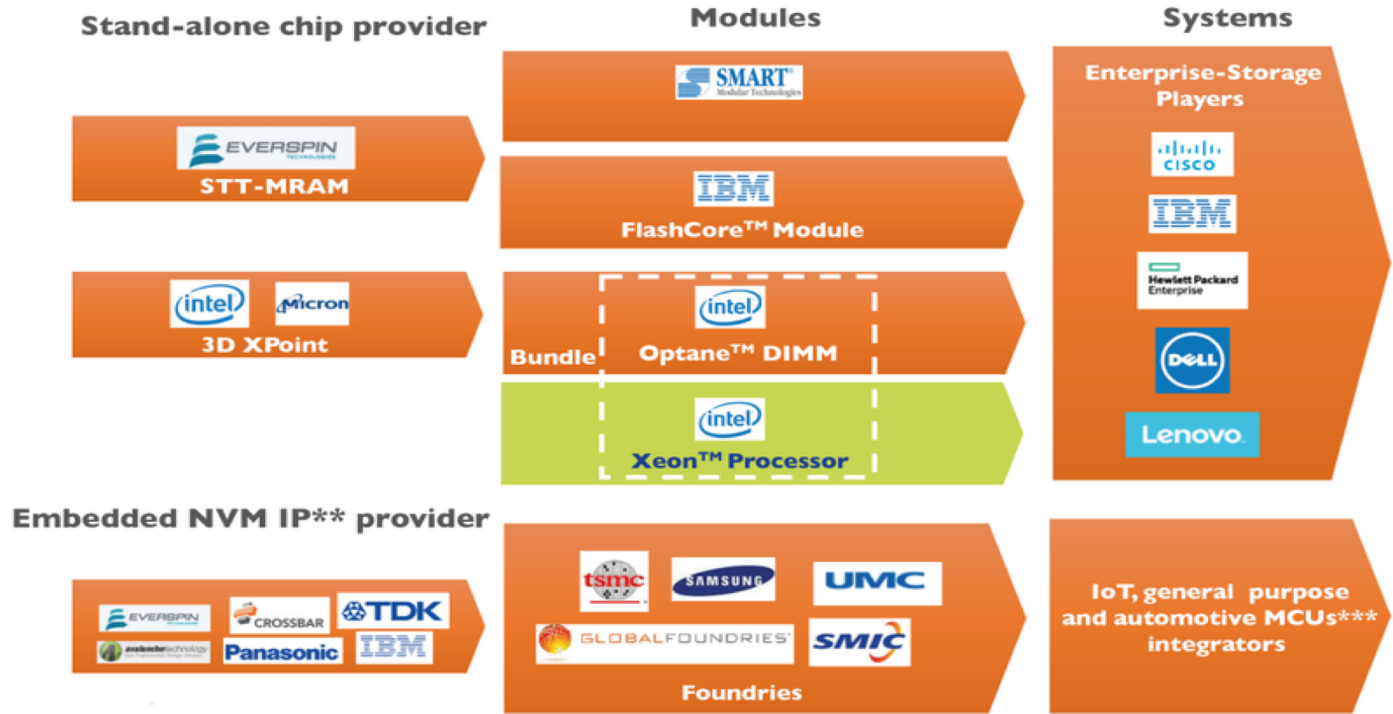 Stand-alone chip provider
Modules
Systems
EVERSPIN
TECHNOLOGIES
STT-MRAM
SMART®
Modular Technologies
IBM
FlashCore™ Module
Enterprise-Storage
Players
CISCO
IBM
Hewlett Packard
Enterprise
DELL
Lenovo
intel
Micron
3D XPoint
Bundle
intel
Optane™ DIMM
intel
Xeon™ Processor
Embedded NVM IP** provider
EVERSPIN
TECHNOLOGIES
CROSSBAR
TDK
avalanche technology
Panasonic
IBM
tsmc
SAMSUNG
UMC
GLOBALFOUNDRIES
SMIC
Foundries
IoT, general purpose
and automotive MCUs***
integrators